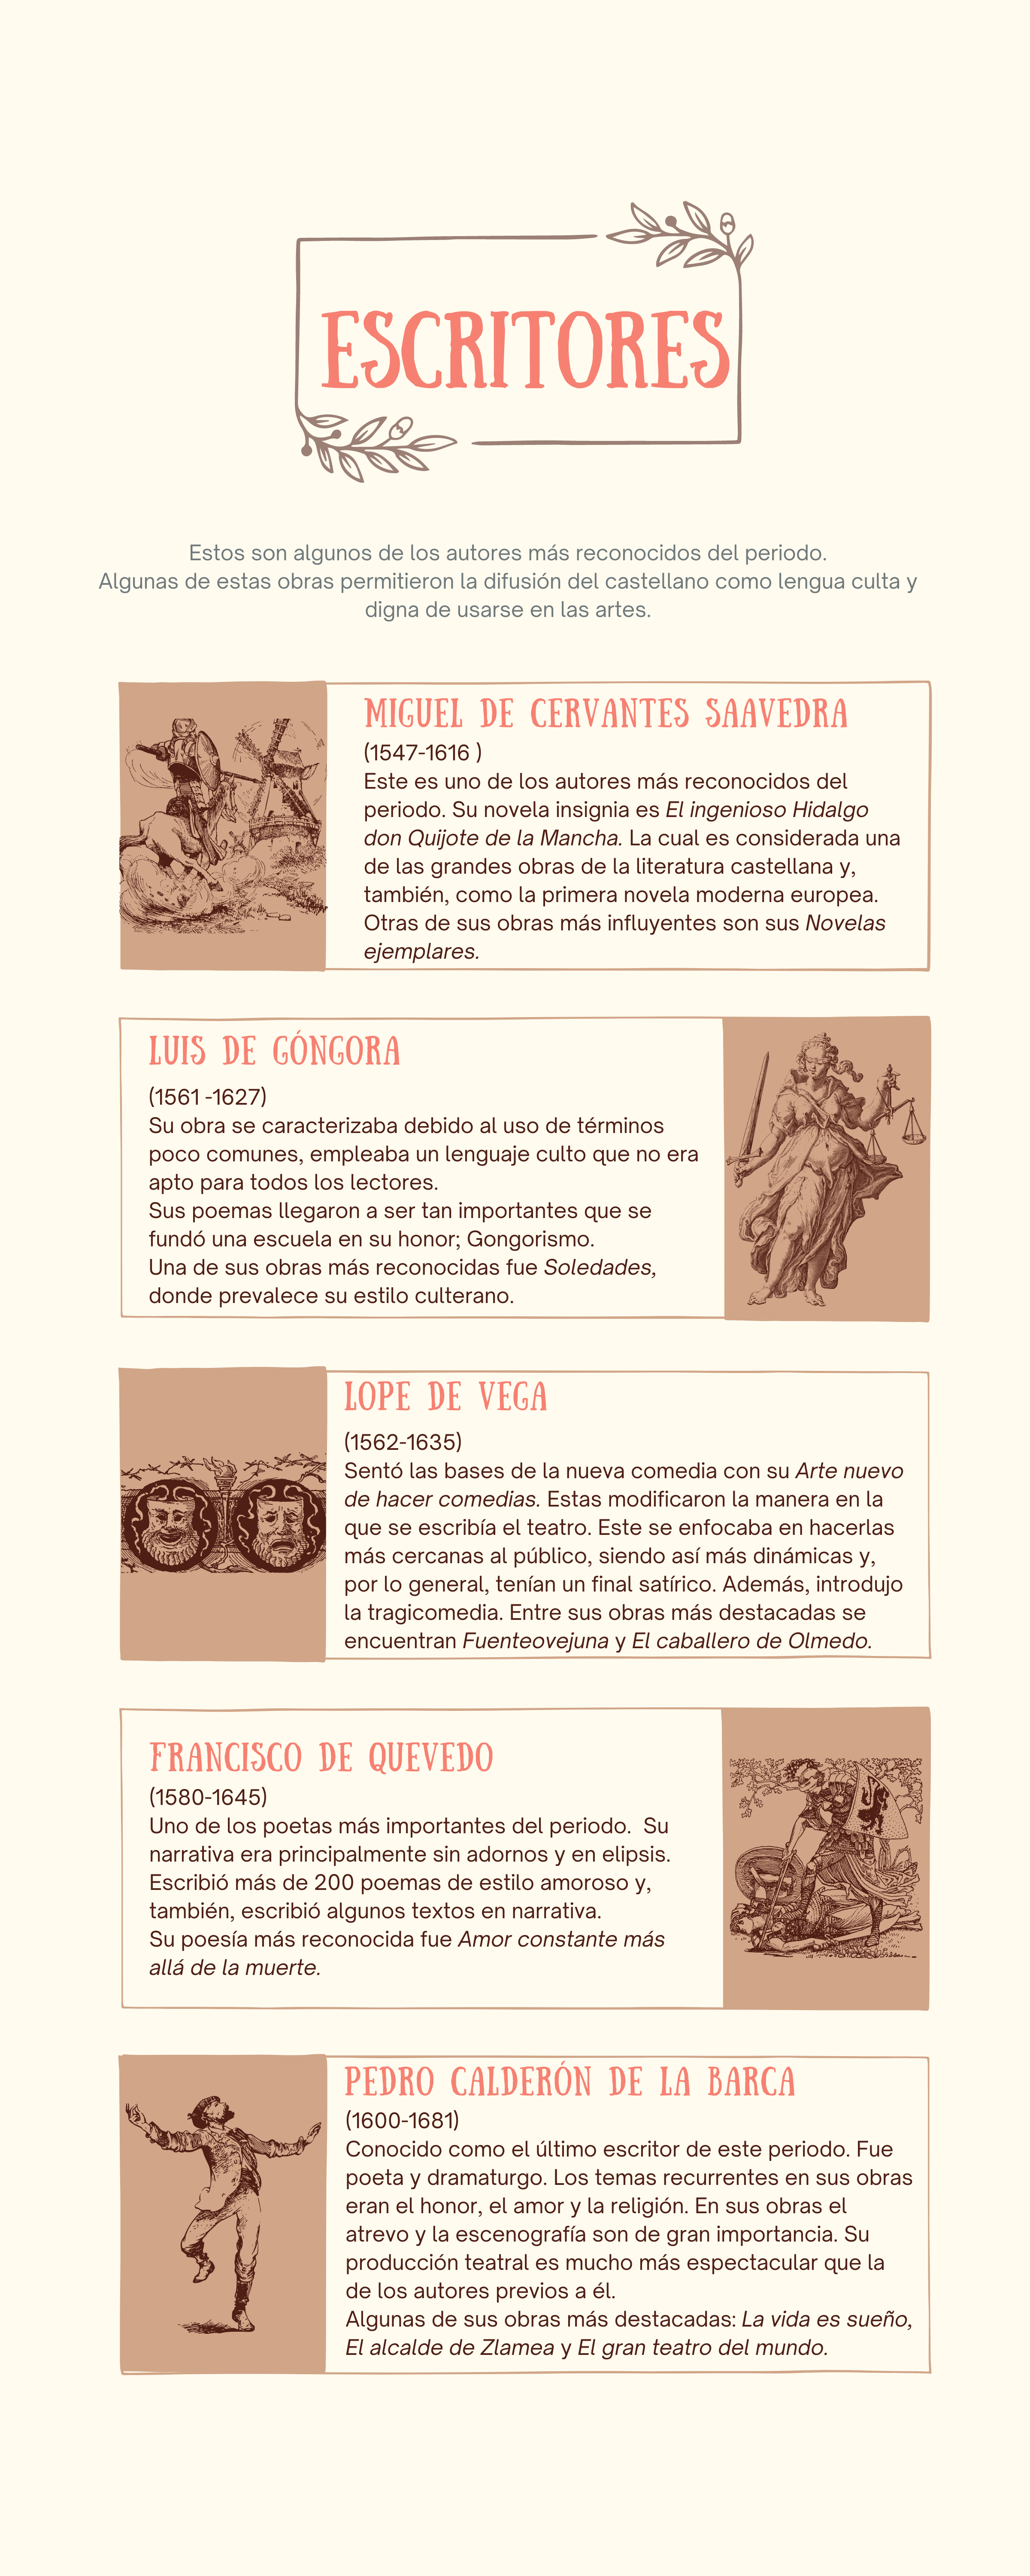 ESCRITORES
Estos son algunos de los autores más reconocidos del periodo.
Algunas de estas obras permitieron la difusión del castellano como lengua culta y
digna de usarse en las artes.
MIGUEL DE CERVANTES SAAVEDRA
(1547-1616 )
Este es uno de los autores más reconocidos del
periodo. Su novela insignia es El ingenioso Hidalgo
don Quijote de la Mancha. La cual es considerada una
de las grandes obras de la literatura castellana y,
también, como la primera novela moderna europea.
Otras de sus obras más influyentes son sus Novelas
ejemplares.
LUIS DE GÓNGORA
(1561 -1627)
Su obra se caracterizaba debido al uso de términos
poco comunes, empleaba un lenguaje culto que no era
apto para todos los lectores.
Sus poemas llegaron a ser tan importantes que se
fundó una escuela en su honor; Gongorismo.
Una de sus obras más reconocidas fue Soledades,
donde prevalece su estilo culterano.
LOPE DE VEGA
(1562-1635)
Sentó las bases de la nueva comedia con su Arte nuevo
de hacer comedias. Estas modificaron la manera en la
que se escribía el teatro. Este se enfocaba en hacerlas
más cercanas al público, siendo así más dinámicas y,
por lo general, tenían un final satírico. Además, introdujo
la tragicomedia. Entre sus obras más destacadas se
encuentran Fuenteovejuna y El caballero de Olmedo.
FRANCISCO DE QUEVEDO
(1580-1645)
Uno de los poetas más importantes del periodo.  Su
narrativa era principalmente sin adornos y en elipsis.
Escribió más de 200 poemas de estilo amoroso y,
también, escribió algunos textos en narrativa.
Su poesía más reconocida fue Amor constante más
allá de la muerte.
PEDRO CALDERÓN DE LA BARCA
(1600-1681)
Conocido como el último escritor de este periodo. Fue
poeta y dramaturgo. Los temas recurrentes en sus obras
eran el honor, el amor y la religión. En sus obras el
atrevo y la escenografía son de gran importancia. Su
producción teatral es mucho más espectacular que la
de los autores previos a él.
Algunas de sus obras más destacadas: La vida es sueño,
El alcalde de Zlamea y El gran teatro del mundo.